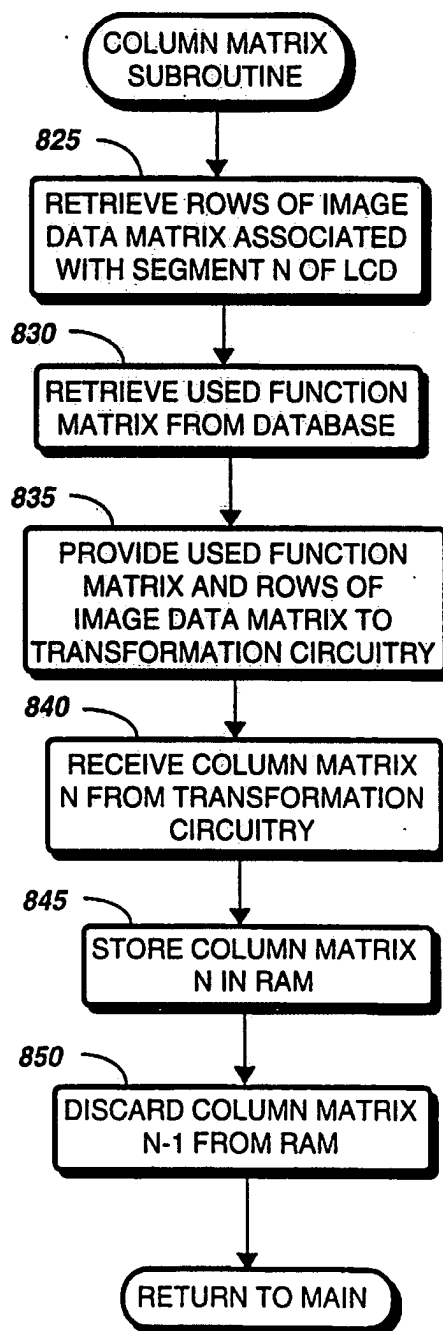 COLUMN MATRIX
SUBROUTINE
825
RETRIEVE ROWS OF IMAGE
DATA MATRIX ASSOCIATED
WITH SEGMENT N OF LCD
830
RETRIEVE USED FUNCTION
MATRIX FROM DATABASE
835
PROVIDE USED FUNCTION
MATRIX AND ROWS OF
IMAGE DATA MATRIX TO
TRANSFORMATION CIRCUITRY
840
RECEIVE COLUMN MATRIX
N FROM TRANSFORMATION
CIRCUITRY
845
STORE COLUMN MATRIX
N IN RAM
850
DISCARD COLUMN MATRIX
N-1 FROM RAM
RETURN TO MAIN